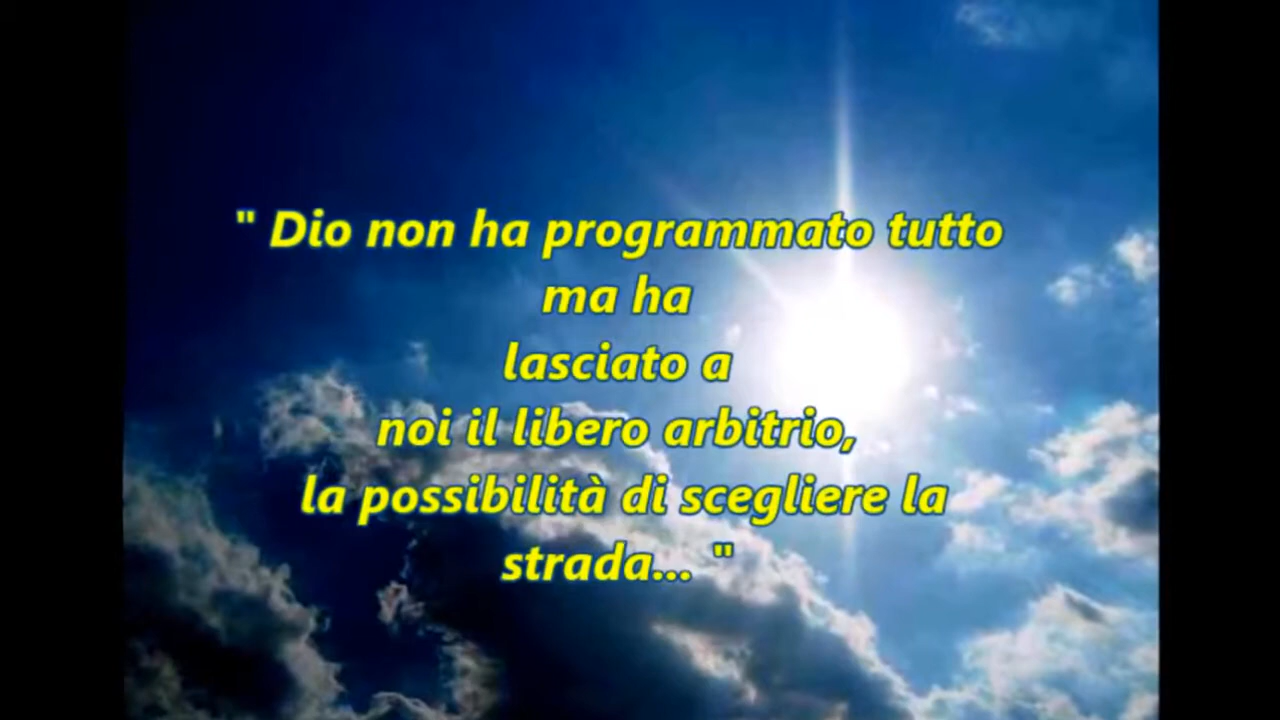 " Dio non ha programmato tutto
ma ha
lasciato a
noi il libero arbitrio,
la possibilità di scegliere la
strada... "